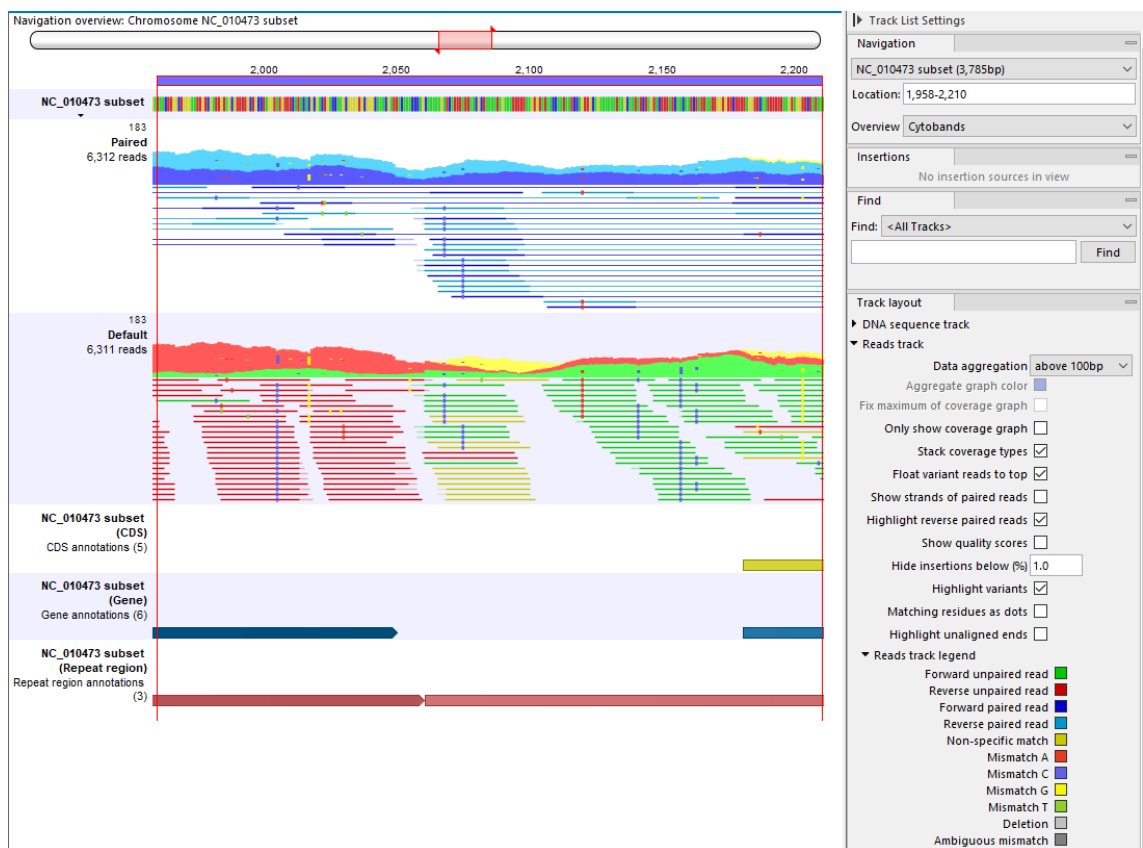 Navigation overview: Chromosome NC_010473 subset
2,000 2,050 2,100 2,150 2,200
NC_010473 subset
183
Paired
6,312 reads
183
Default
6,311 reads
NC_010473 subset
(CDS)
CDS annotations (5)
NC_010473 subset
(Gene)
Gene annotations (6)
NC_010473 subset
(Repeat region)
Repeat region annotations
(3)
Track List Settings
Navigation
NC_010473 subset (3,785bp)
Location: 1,958-2,210
Overview Cytobands
Insertions
No insertion sources in view
Find
Find: <All Tracks>
Find
Track layout
DNA sequence track
Reads track
Data aggregation above 100bp
Aggregate graph color
Fix maximum of coverage graph
Only show coverage graph
Stack coverage types
Float variant reads to top
Show strands of paired reads
Highlight reverse paired reads
Show quality scores
Hide insertions below (%) 1.0
Highlight variants
Matching residues as dots
Highlight unaligned ends
Reads track legend
Forward unpaired read
Reverse unpaired read
Forward paired read
Reverse paired read
Non-specific match
Mismatch A
Mismatch C
Mismatch G
Mismatch T
Deletion
Ambiguous mismatch